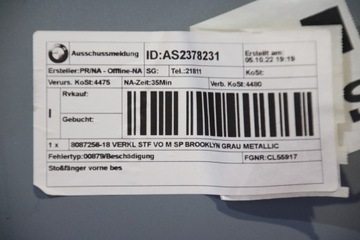 Ausschussmeldung ID:AS2378231 Erstellt am:
05.10.22 19:19
Ersteller:PR/NA - Offline-NA SG: Tel.:21811 KoSt:
Verurs. KoSt:4475 NA-Zeit:35Min Verb. KoSt:4480
Rvkauf:
Gebucht:
1 x 8087256-18 VERKL STF VO M SP BROOKLYN GRAU METALLIC
Fehlertyp:00879/Beschädigung FGNR:CL55917
Stoßfänger vorne bes